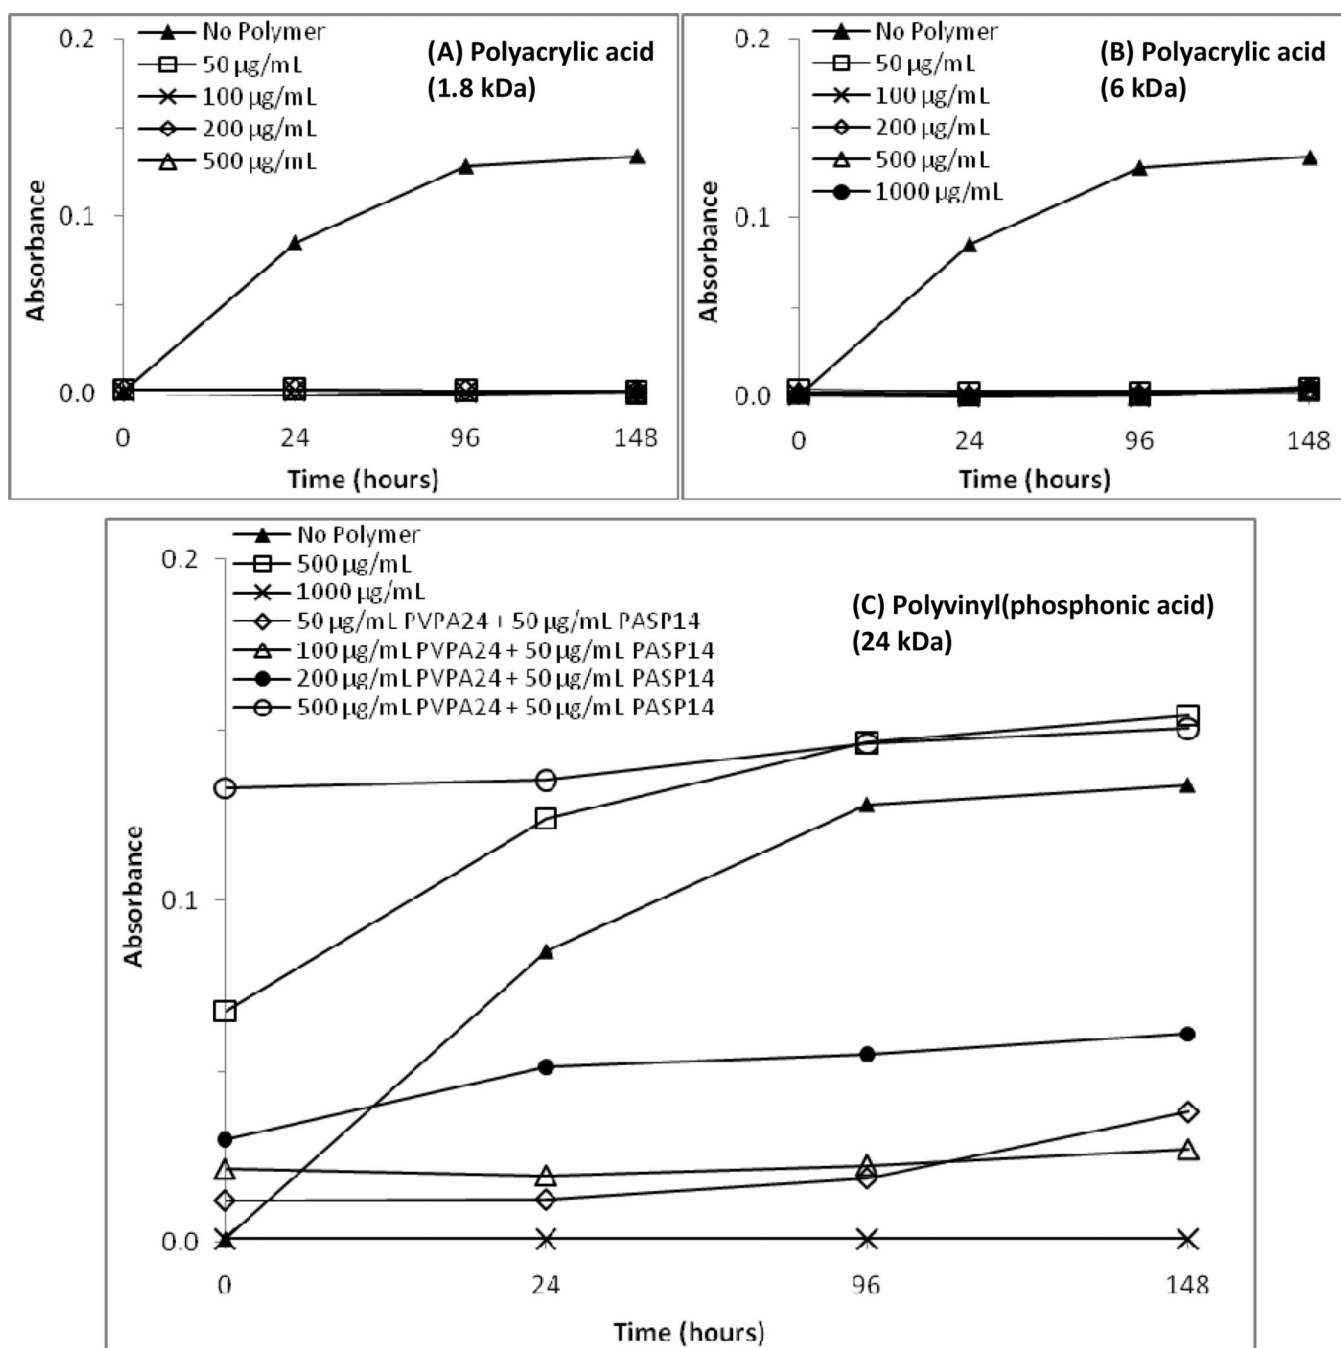 0.2
0.1
0.0
Absorbance
No Polymer
50 µg/mL
100 µg/mL
200 µg/mL
500 µg/mL
(A) Polyacrylic acid
(1.8 kDa)
0 24 96 148
Time (hours)
0.2
0.1
0.0
Absorbance
No Polymer
50 µg/mL
100 µg/mL
200 µg/mL
500 µg/mL
1000 µg/mL
(B) Polyacrylic acid
(6 kDa)
0 24 96 148
Time (hours)
0.2
0.1
0.0
Absorbance
No Polymer
500 µg/mL
1000 µg/mL
50 µg/mL PVPA24 + 50 µg/mL PASP14
100 µg/mL PVPA24 + 50 µg/mL PASP14
200 µg/mL PVPA24 + 50 µg/mL PASP14
500 µg/mL PVPA24 + 50 µg/mL PASP14
(C) Polyvinyl(phosphonic acid)
(24 kDa)
0 24 96 148
Time (hours)